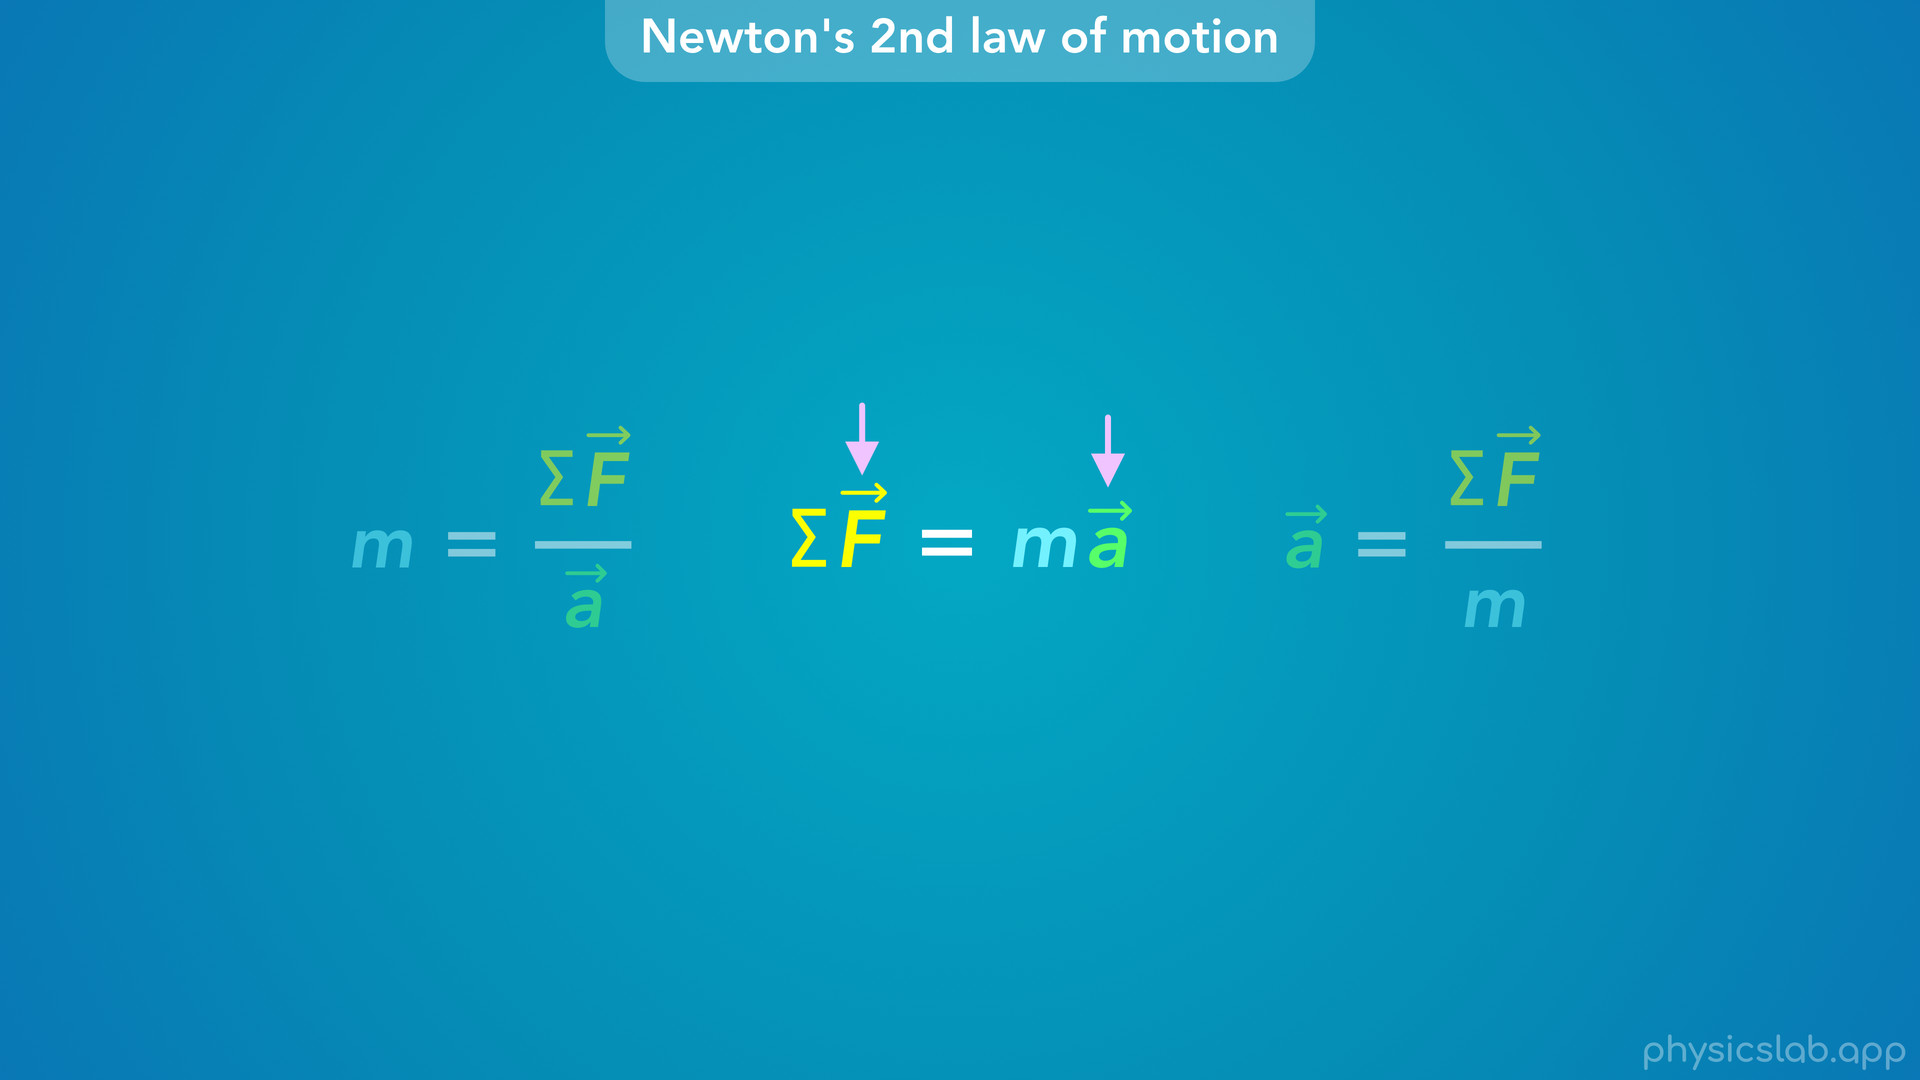 Newton's 2nd law of motion
m = ΣF⃗ / a⃗
ΣF⃗ = ma⃗
a⃗ = ΣF⃗ / m
physicslab.app